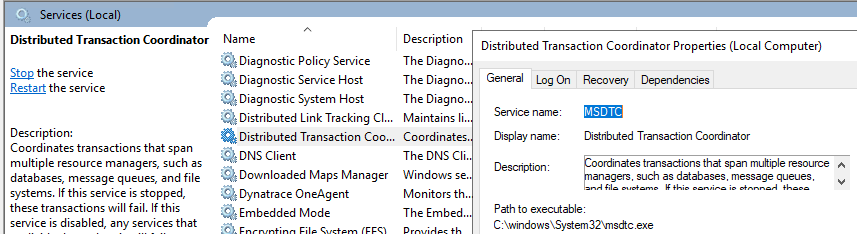 Services (Local)
Distributed Transaction Coordinator
Stop the service
Restart the service
Description:
Coordinates transactions that span
multiple resource managers, such as
databases, message queues, and file
systems. If this service is stopped,
these transactions will fail. If this
service is disabled, any services that
Name
Description
Diagnostic Policy Service
The Diagno...
Diagnostic Service Host
The Diagno...
Diagnostic System Host
The Diagno...
Distributed Link Tracking Cl...
Maintains li...
Distributed Transaction Coo...
Coordinates...
DNS Client
The DNS Cli...
Downloaded Maps Manager
Windows se...
Dynatrace OneAgent
Monitors th...
Embedded Mode
The Embed...
Encrypting File System (EFS)
Provides th...
Distributed Transaction Coordinator Properties (Local Computer)
General
Log On
Recovery
Dependencies
Service name:
MSDTC
Display name:
Distributed Transaction Coordinator
Description:
Coordinates transactions that span multiple resource
managers, such as databases, message queues,
and file systems. If this service is stopped, these
Path to executable:
C:\windows\System32\msdtc.exe